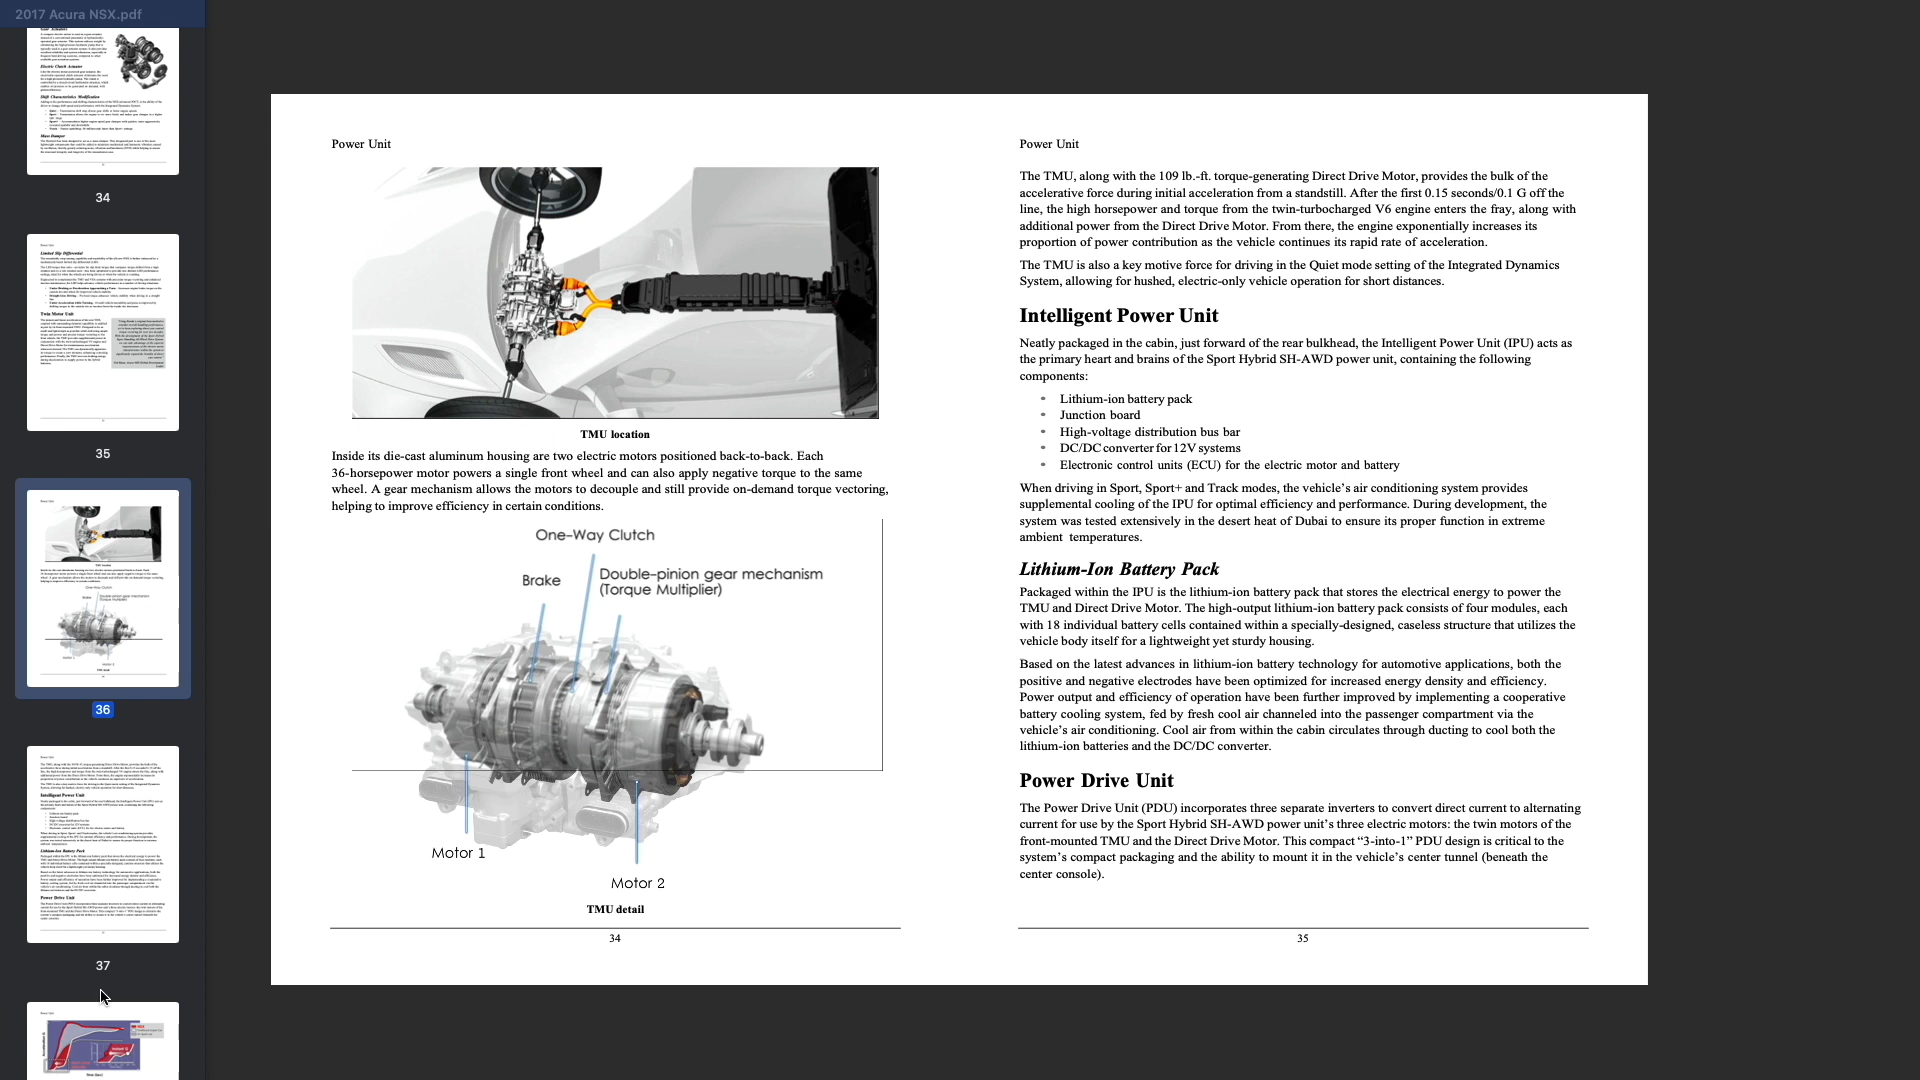 2017 Acura NSX.pdf
Electric Clutch Actuator
Shift Characteristics Modification
Mass Damper
34
Limited Slip Differential
Twin Motor Unit
35
36
Intelligent Power Unit
Lithium-Ion Battery Pack
Power Drive Unit
37
Power Unit
TMU location
Inside its die-cast aluminum housing are two electric motors positioned back-to-back. Each
36-horsepower motor powers a single front wheel and can also apply negative torque to the same
wheel. A gear mechanism allows the motors to decouple and still provide on-demand torque vectoring,
helping to improve efficiency in certain conditions.
One-Way Clutch
Brake
Double-pinion gear mechanism
(Torque Multiplier)
Motor 1
Motor 2
TMU detail
34
Power Unit
The TMU, along with the 109 lb.-ft. torque-generating Direct Drive Motor, provides the bulk of the
accelerative force during initial acceleration from a standstill. After the first 0.15 seconds/0.1 G off the
line, the high horsepower and torque from the twin-turbocharged V6 engine enters the fray, along with
additional power from the Direct Drive Motor. From there, the engine exponentially increases its
proportion of power contribution as the vehicle continues its rapid rate of acceleration.
The TMU is also a key motive force for driving in the Quiet mode setting of the Integrated Dynamics
System, allowing for hushed, electric-only vehicle operation for short distances.
Intelligent Power Unit
Neatly packaged in the cabin, just forward of the rear bulkhead, the Intelligent Power Unit (IPU) acts as
the primary heart and brains of the Sport Hybrid SH-AWD power unit, containing the following
components:
• Lithium-ion battery pack
• Junction board
• High-voltage distribution bus bar
• DC/DC converter for 12V systems
• Electronic control units (ECU) for the electric motor and battery
When driving in Sport, Sport+ and Track modes, the vehicle's air conditioning system provides
supplemental cooling of the IPU for optimal efficiency and performance. During development, the
system was tested extensively in the desert heat of Dubai to ensure its proper function in extreme
ambient temperatures.
Lithium-Ion Battery Pack
Packaged within the IPU is the lithium-ion battery pack that stores the electrical energy to power the
TMU and Direct Drive Motor. The high-output lithium-ion battery pack consists of four modules, each
with 18 individual battery cells contained within a specially-designed, caseless structure that utilizes the
vehicle body itself for a lightweight yet sturdy housing.
Based on the latest advances in lithium-ion battery technology for automotive applications, both the
positive and negative electrodes have been optimized for increased energy density and efficiency.
Power output and efficiency of operation have been further improved by implementing a cooperative
battery cooling system, fed by fresh cool air channeled into the passenger compartment via the
vehicle's air conditioning. Cool air from within the cabin circulates through ducting to cool both the
lithium-ion batteries and the DC/DC converter.
Power Drive Unit
The Power Drive Unit (PDU) incorporates three separate inverters to convert direct current to alternating
current for use by the Sport Hybrid SH-AWD power unit's three electric motors: the twin motors of the
front-mounted TMU and the Direct Drive Motor. This compact “3-into-1” PDU design is critical to the
system's compact packaging and the ability to mount it in the vehicle's center tunnel (beneath the
center console).
35